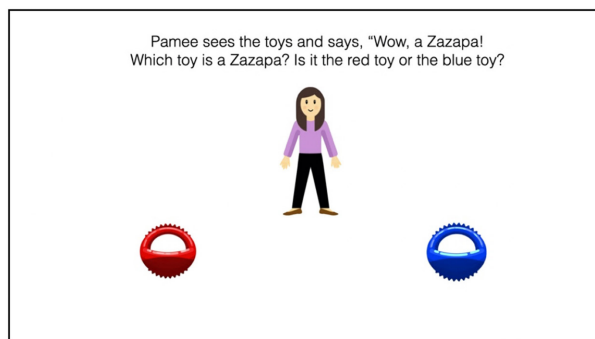 Pamee sees the toys and says, “Wow, a Zazapa!
Which toy is a Zazapa? Is it the red toy or the blue toy?